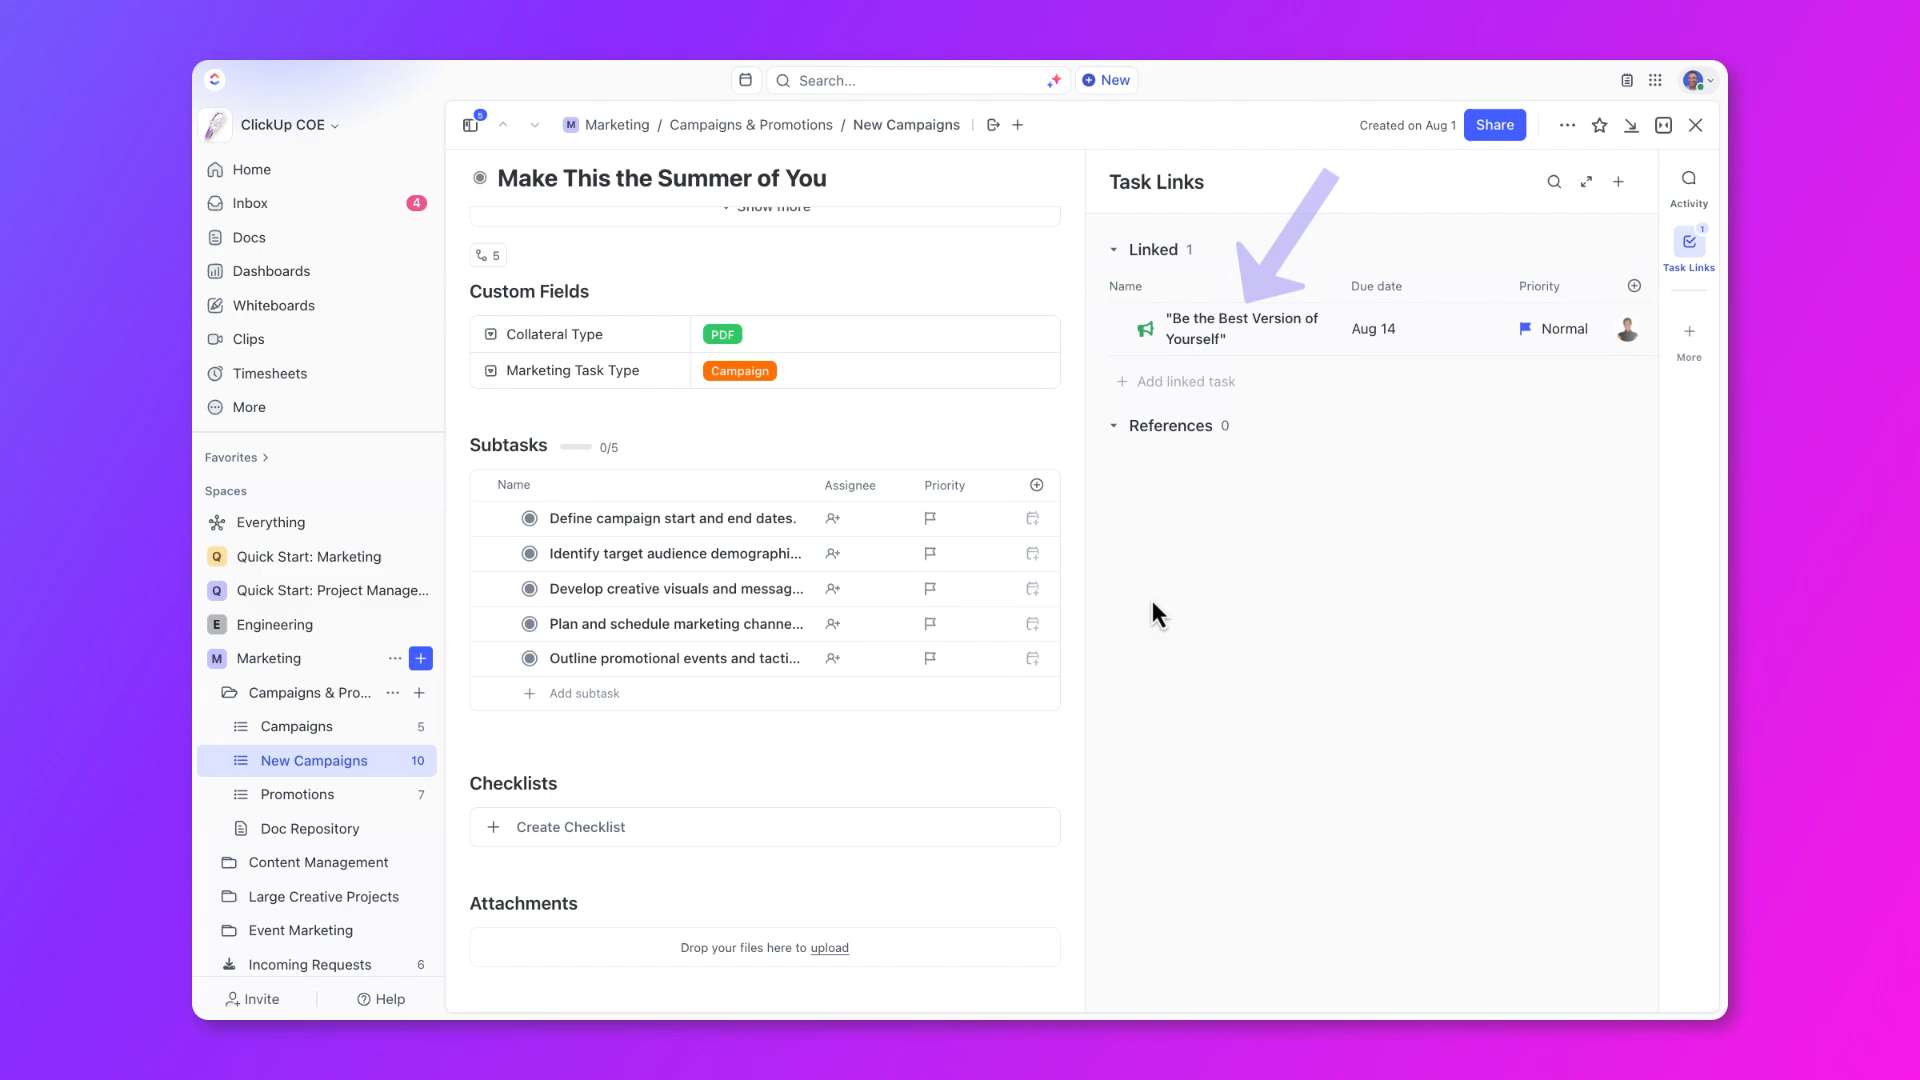 Search...
New
ClickUp COE
5
Marketing / Campaigns & Promotions / New Campaigns
Created on Aug 1
Share
Home
Inbox 4
Docs
Dashboards
Whiteboards
Clips
Timesheets
More
Favorites
Spaces
Everything
Q Quick Start: Marketing
Q Quick Start: Project Manage...
E Engineering
M Marketing
Campaigns & Pro...
Campaigns 5
New Campaigns 10
Promotions 7
Doc Repository
Content Management
Large Creative Projects
Event Marketing
Incoming Requests 6
Invite
Help
Make This the Summer of You
Show more
5
Custom Fields
Collateral Type PDF
Marketing Task Type Campaign
Subtasks 0/5
Name Assignee Priority
Define campaign start and end dates.
Identify target audience demographi...
Develop creative visuals and messag...
Plan and schedule marketing channe...
Outline promotional events and tacti...
Add subtask
Checklists
Create Checklist
Attachments
Drop your files here to upload
Task Links
Linked 1
Name Due date Priority
"Be the Best Version of
Yourself"
Aug 14
Normal
Add linked task
References 0
Activity
1
Task Links
More